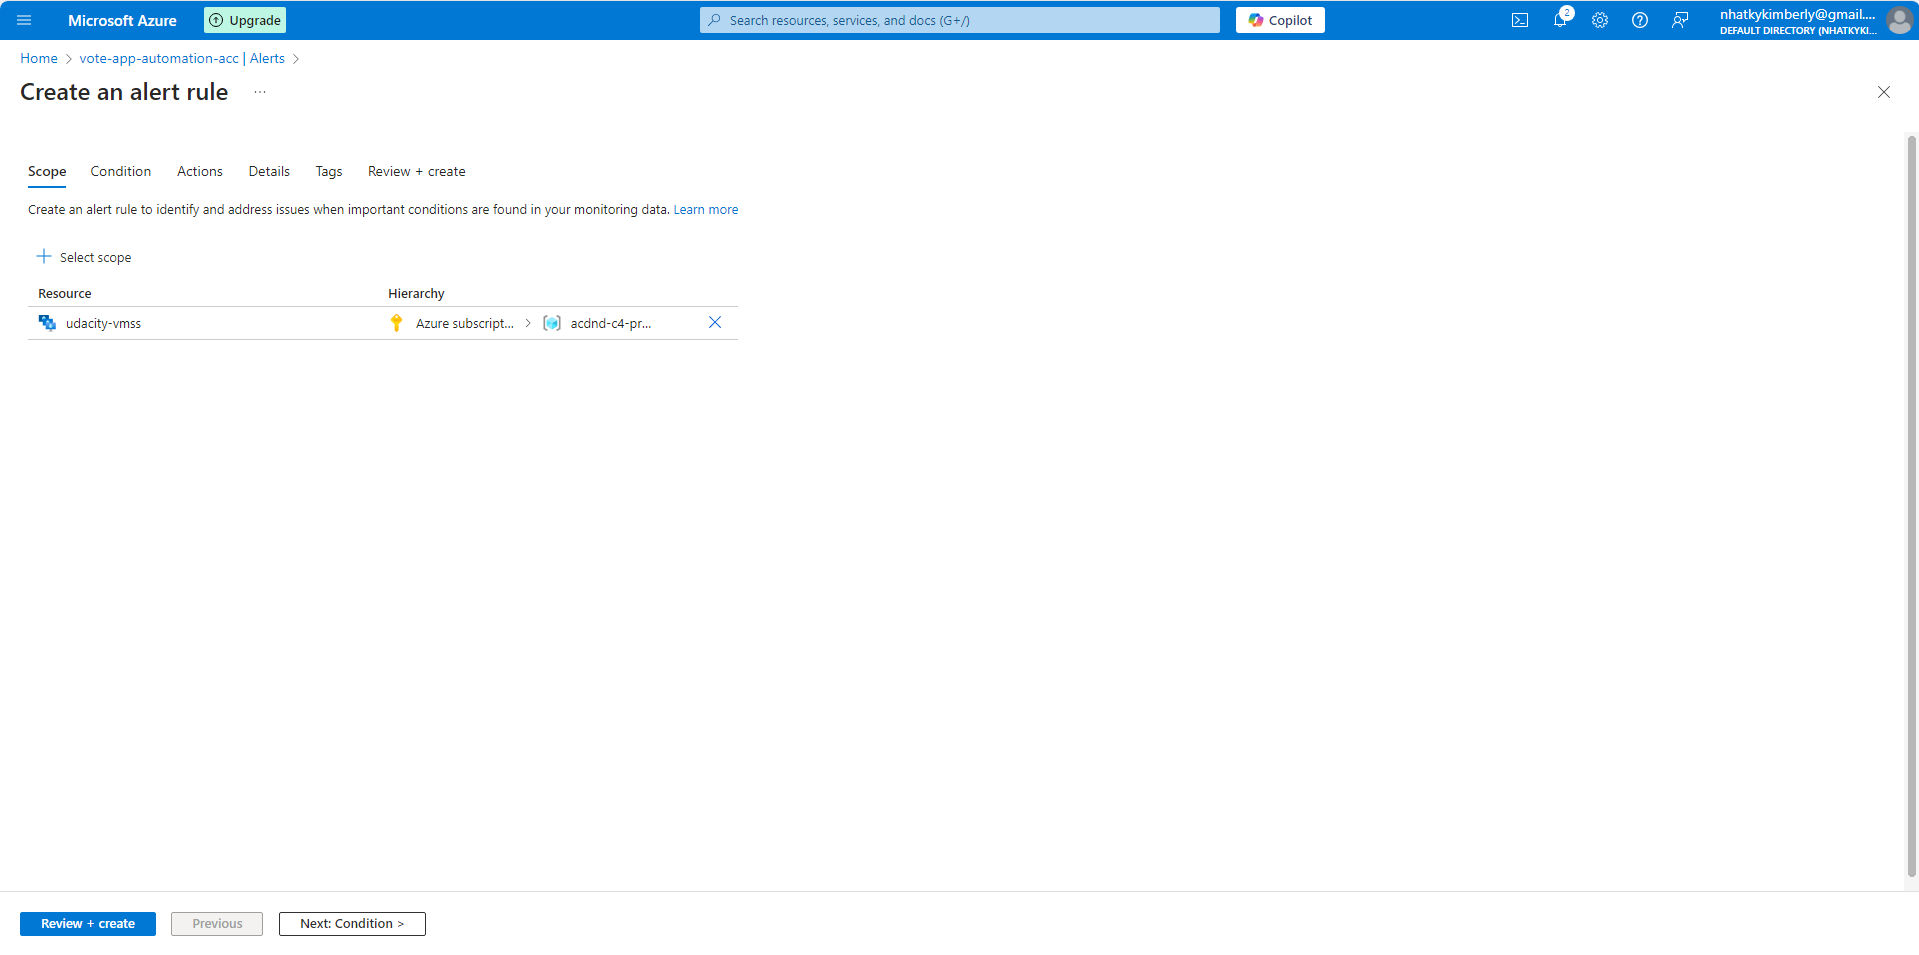 Microsoft Azure
Upgrade
Search resources, services, and docs (G+/)
Copilot
2
nhatkykimberly@gmail....
DEFAULT DIRECTORY (NHATKYKI...
Home > vote-app-automation-acc | Alerts >
Create an alert rule ...
Scope Condition Actions Details Tags Review + create
Create an alert rule to identify and address issues when important conditions are found in your monitoring data. Learn more
Select scope
Resource Hierarchy
udacity-vmss Azure subscript... > acdnd-c4-pr...
Review + create Previous Next: Condition >